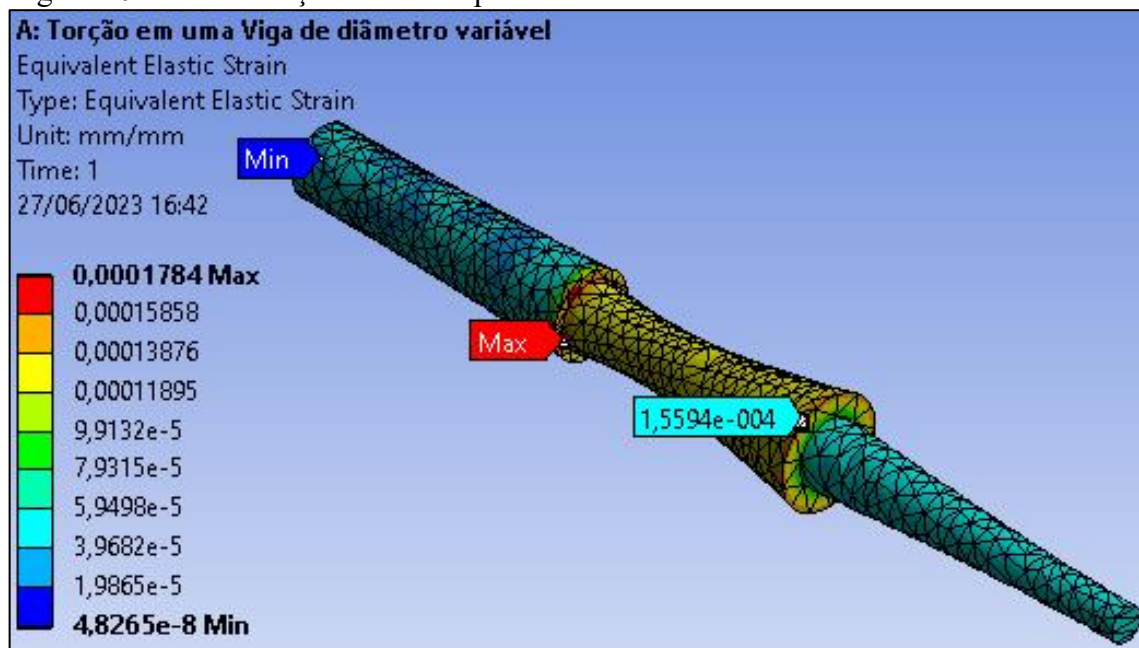 A: Torção em uma Viga de diâmetro variável
Equivalent Elastic Strain
Type: Equivalent Elastic Strain
Unit: mm/mm
Time: 1
27/06/2023 16:42
Min
0,0001784 Max
0,00015858
0,00013876
0,00011895
9,9132e-5
7,9315e-5
5,9498e-5
3,9682e-5
1,9865e-5
4,8265e-8 Min
Max
1,5594e-004